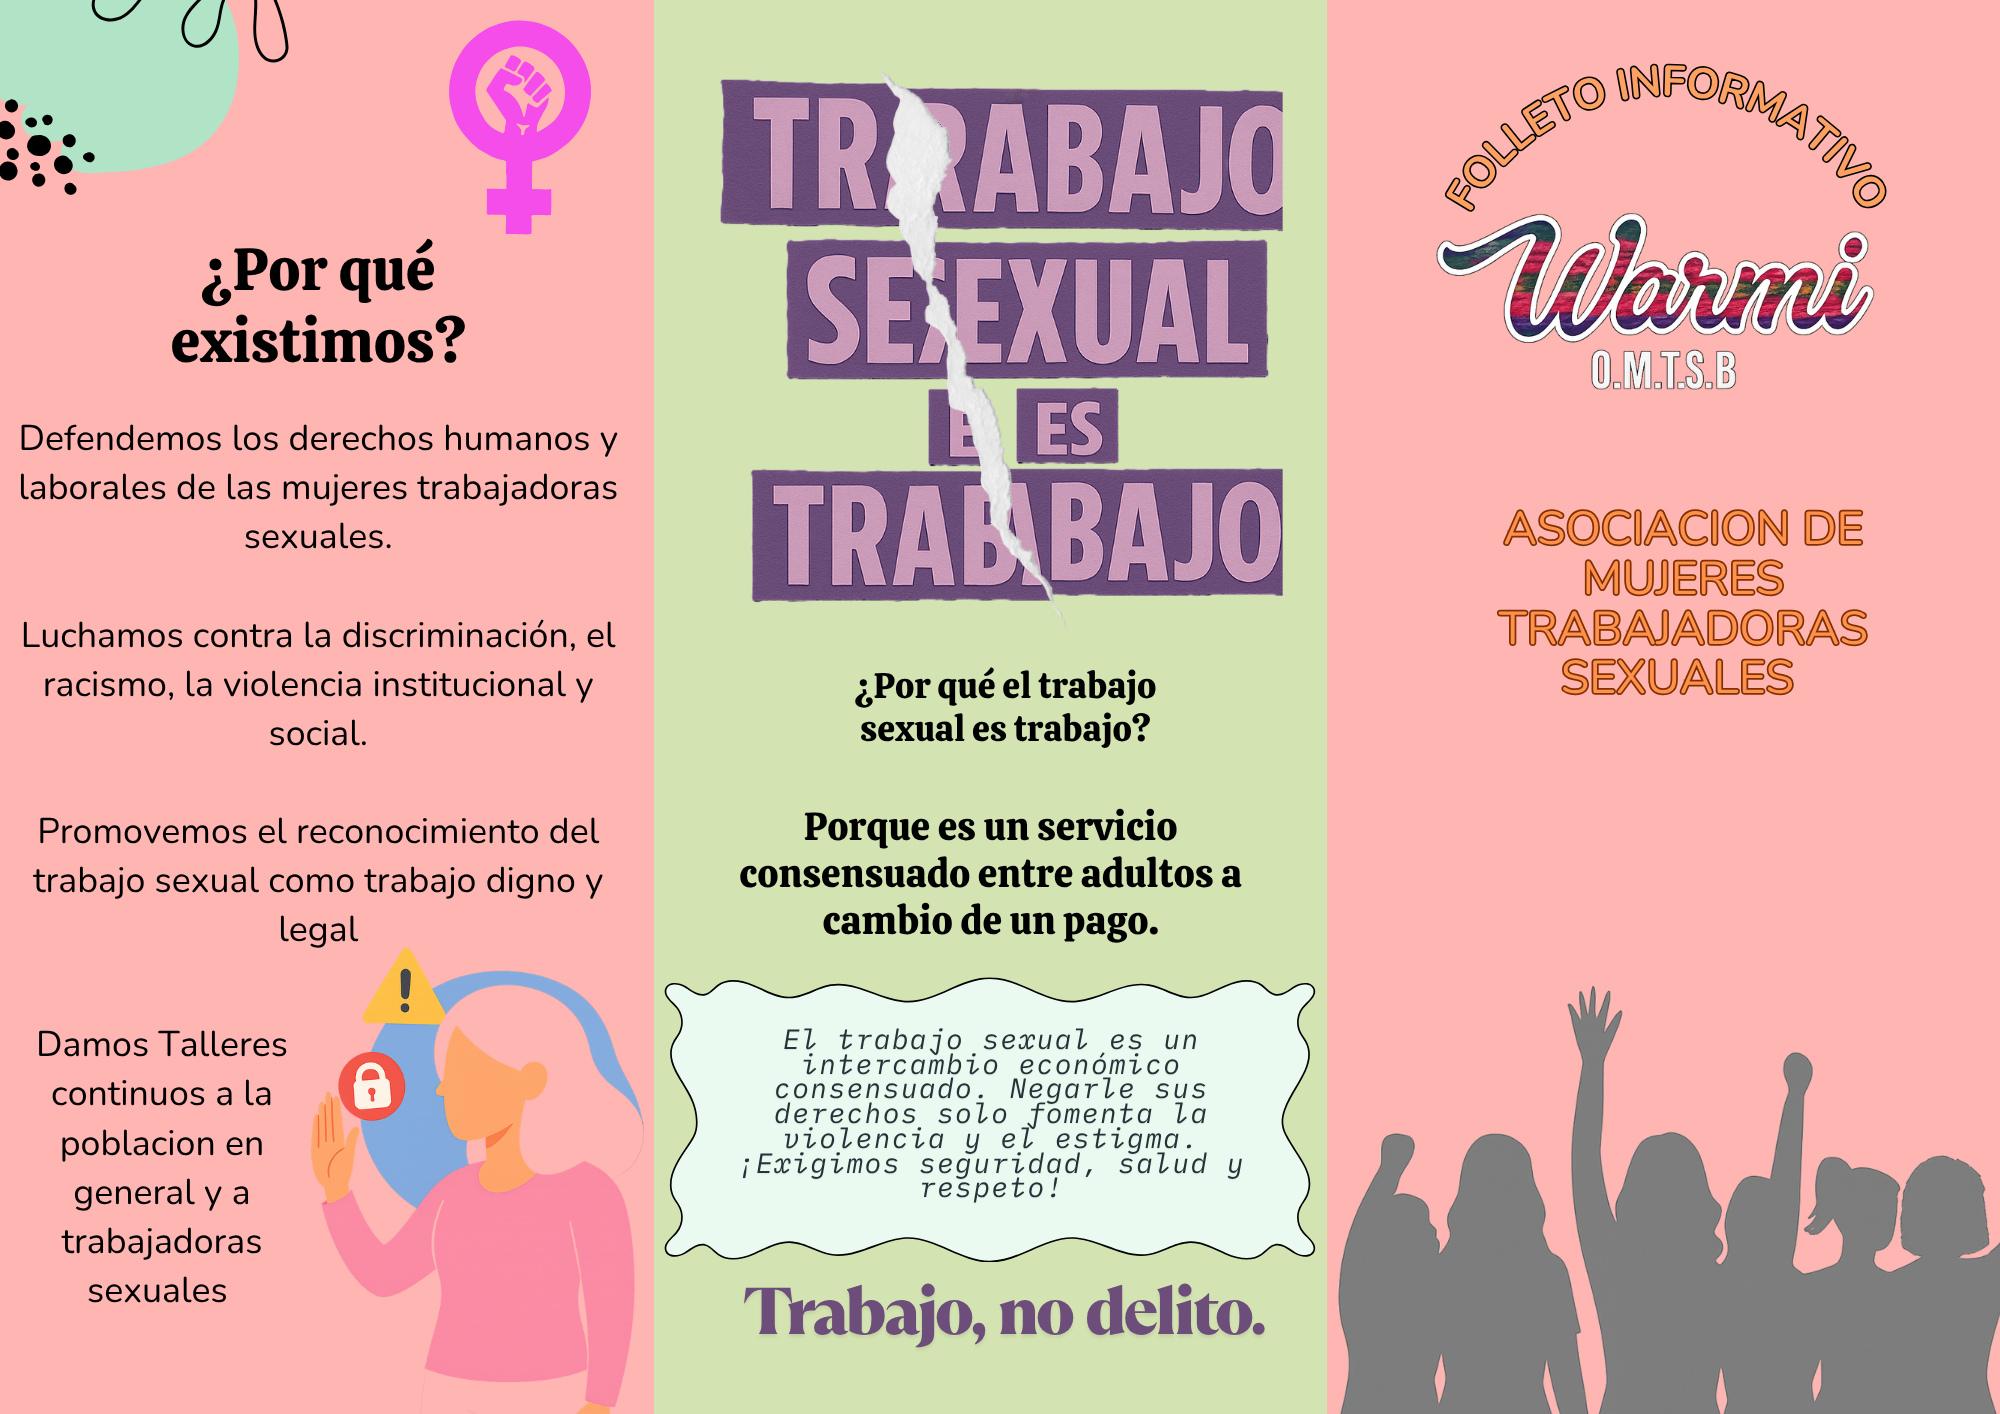 ¿Por qué
existimos?
Defendemos los derechos humanos y
laborales de las mujeres trabajadoras
sexuales.
Luchamos contra la discriminación, el
racismo, la violencia institucional y
social.
Promovemos el reconocimiento del
trabajo sexual como trabajo digno y
legal
Damos Talleres
continuos a la
poblacion en
general y a
trabajadoras
sexuales
TRARABAJO
SESEXUAL
E ES
TRABABAJO
¿Por qué el trabajo
sexual es trabajo?
Porque es un servicio
consensuado entre adultos a
cambio de un pago.
El trabajo sexual es un
intercambio económico
consensuado. Negarle sus
derechos solo fomenta la
violencia y el estigma.
¡Exigimos seguridad, salud y
respeto!
Trabajo, no delito.
FOLLETO INFORMATIVO
Warmi
O.M.T.S.B
ASOCIACION DE
MUJERES
TRABAJADORAS
SEXUALES